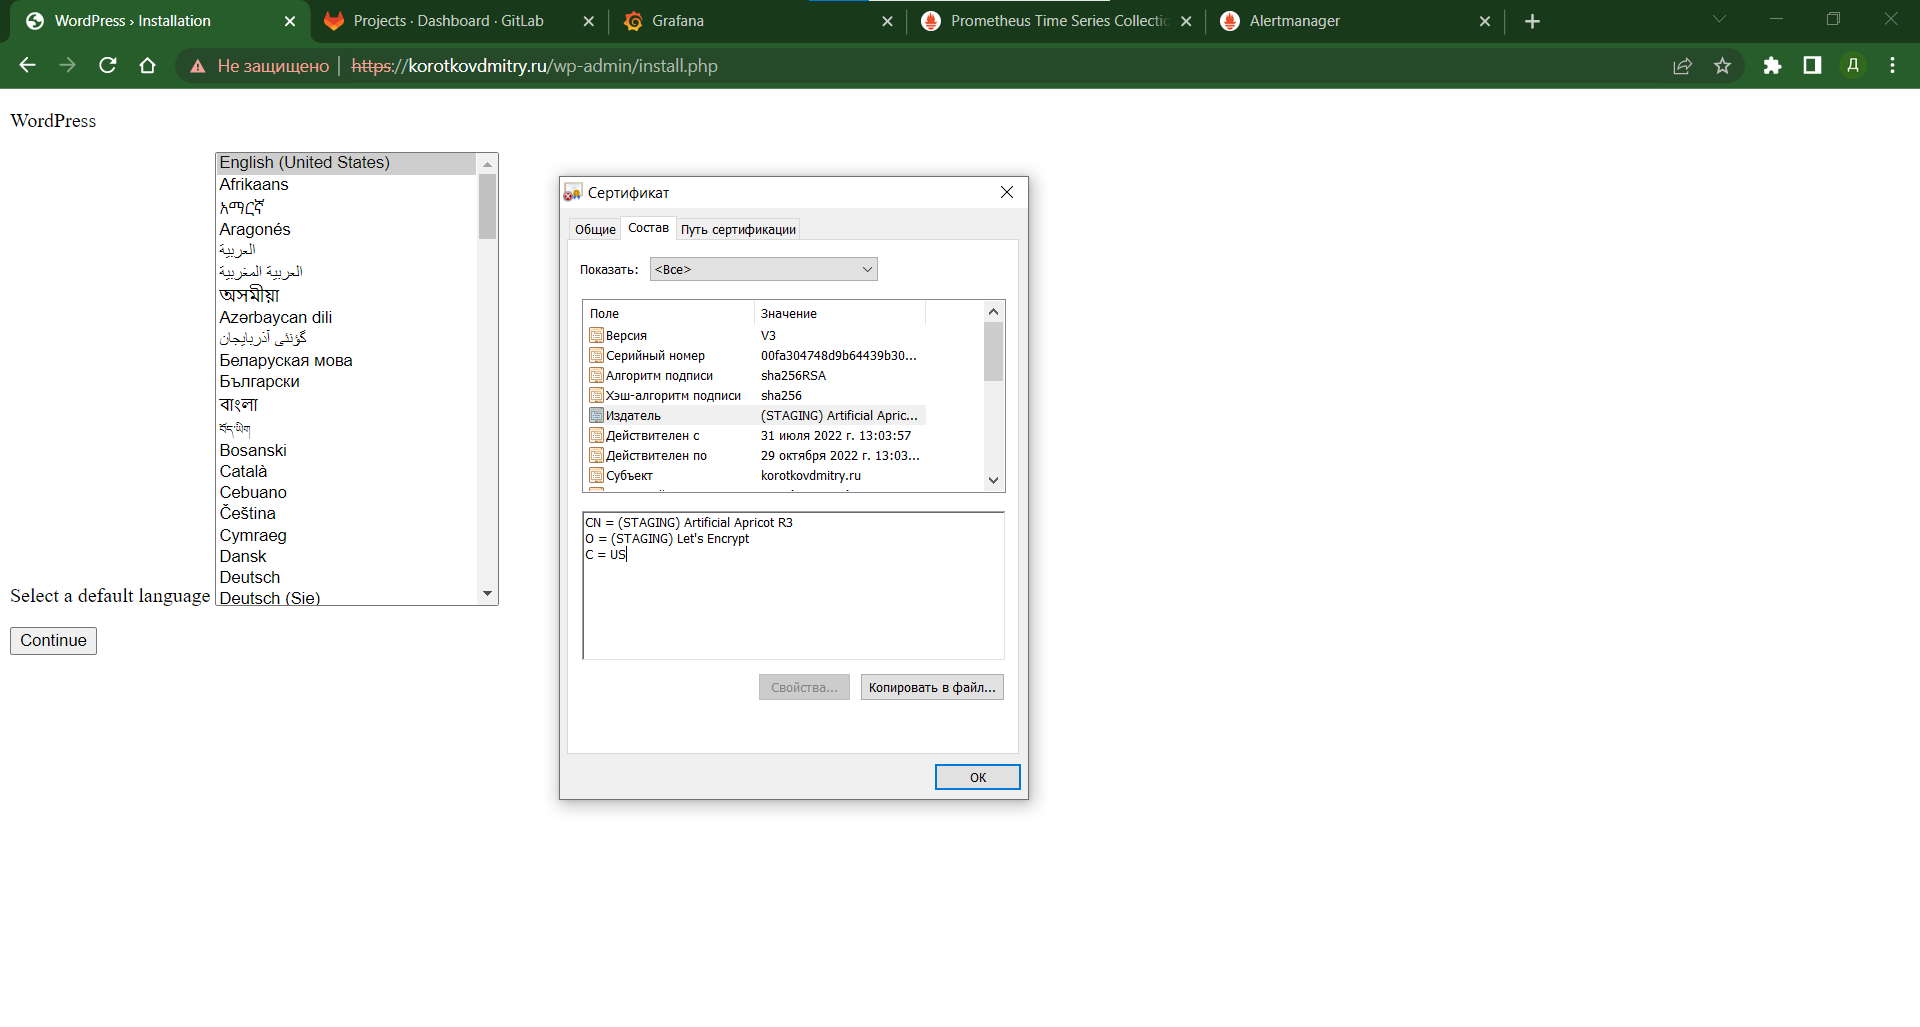 WordPress › Installation
Projects · Dashboard · GitLab
Grafana
Prometheus Time Series Collectio
Alertmanager
Не защищено
https://korotkovdmitry.ru/wp-admin/install.php
Д
WordPress
English (United States)
Afrikaans
አማርኛ
Aragonés
العربية
العربية المغربية
অসমীয়া
Azərbaycan dili
گؤنئی آذربایجان
Беларуская мова
Български
বাংলা
བོད་ཡིག
Bosanski
Català
Cebuano
Čeština
Cymraeg
Dansk
Deutsch
Deutsch (Sie)
Select a default language
Continue
Сертификат
Общие
Состав
Путь сертификации
Показать:
<Все>
Поле Значение
Версия V3
Серийный номер 00fa304748d9b64439b30...
Алгоритм подписи sha256RSA
Хэш-алгоритм подписи sha256
Издатель (STAGING) Artificial Apric...
Действителен с 31 июля 2022 г. 13:03:57
Действителен по 29 октября 2022 г. 13:03...
Субъект korotkovdmitry.ru
CN = (STAGING) Artificial Apricot R3
O = (STAGING) Let's Encrypt
C = US
Свойства...
Копировать в файл...
ОК